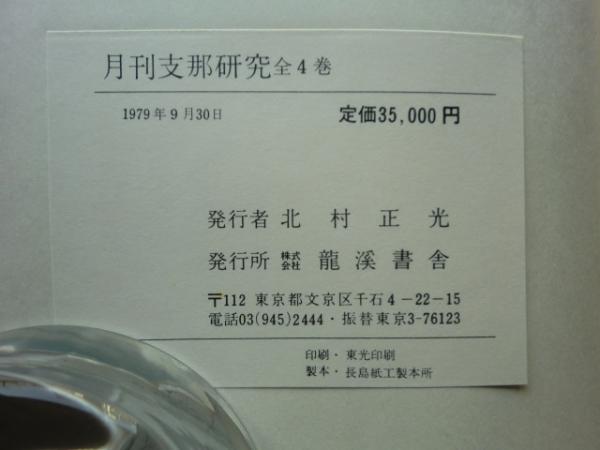 月刊支那研究全4巻
1979年9月30日 定価35,000円
発行者 北村正光
発行所 株式会社 龍溪書舎
〒112 東京都文京区千石4-22-15
電話03(945)2444・振替東京3-76123
印刷・東光印刷
製本・長島紙工製本所